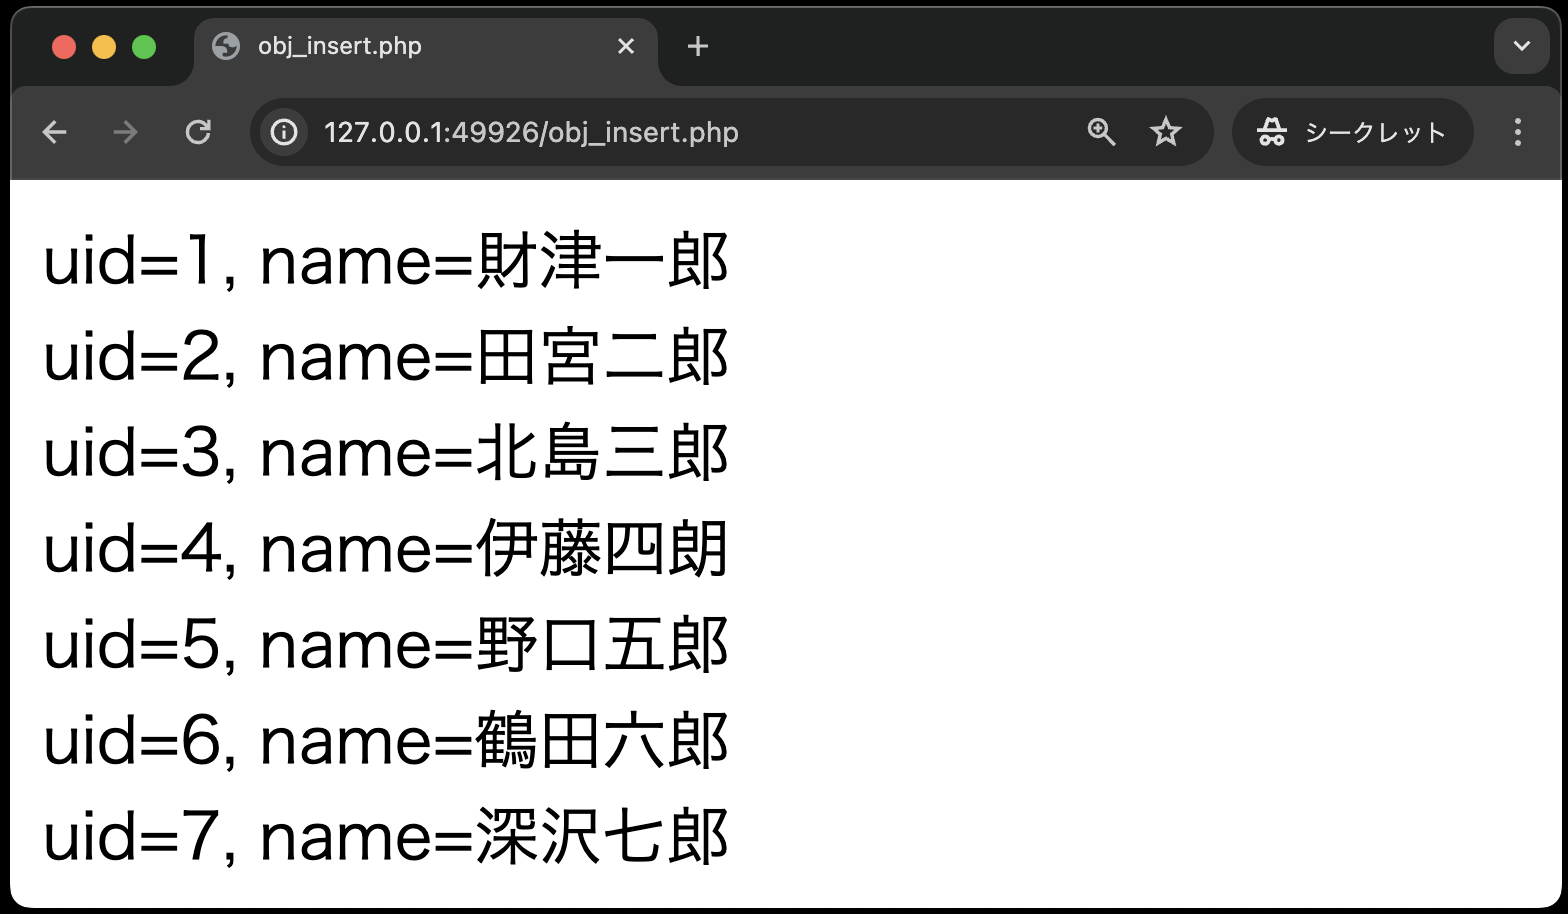 obj_insert.php
127.0.0.1:49926/obj_insert.php
シークレット
uid=1, name=財津一郎
uid=2, name=田宮二郎
uid=3, name=北島三郎
uid=4, name=伊藤四朗
uid=5, name=野口五郎
uid=6, name=鶴田六郎
uid=7, name=深沢七郎